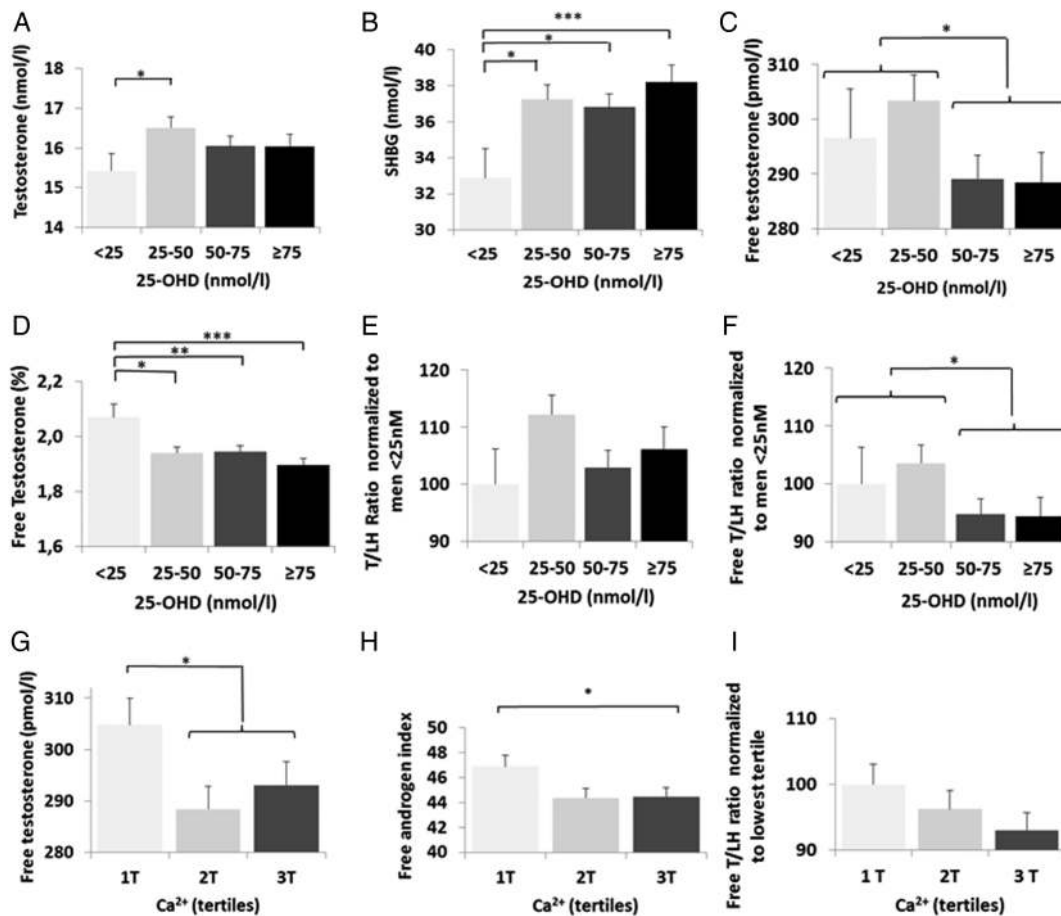 A
Testosterone (nmol/l)
17
16
15
14
*
<25 25-50 50-75 ≥75
25-OHD (nmol/l)
B
SHBG (nmol/l)
42
40
38
36
34
32
30
***
*
*
<25 25-50 50-75 ≥75
25-OHD (nmol/l)
C
Free testosterone (pmol/l)
310
300
290
280
*
<25 25-50 50-75 ≥75
25-OHD (nmol/l)
D
Free Testosterone (%)
2,2
2,0
1,8
1,6
***
**
*
<25 25-50 50-75 ≥75
25-OHD (nmol/l)
E
T/LH Ratio normalized to
men <25nM
120
110
100
90
<25 25-50 50-75 ≥75
25-OHD (nmol/l)
F
Free T/LH ratio normalized
to men <25nM
120
110
100
90
*
<25 25-50 50-75 ≥75
25-OHD (nmol/l)
G
Free testosterone (pmol/l)
310
300
290
280
*
1T 2T 3T
Ca²⁺ (tertiles)
H
Free androgen index
50
48
46
44
42
40
*
1T 2T 3T
Ca²⁺ (tertiles)
I
Free T/LH ratio normalized
to lowest tertile
110
100
90
1 T 2T 3 T
Ca²⁺ (tertiles)